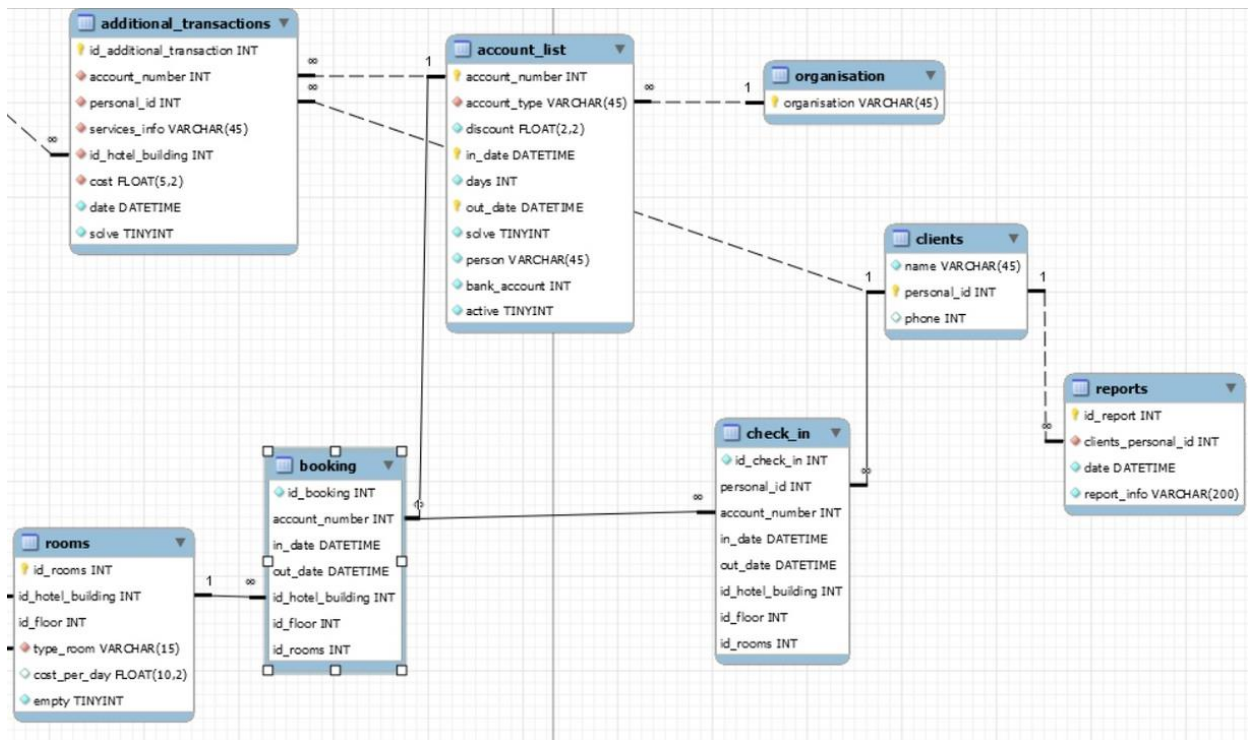 additional_transactions
id_additional_transaction INT
account_number INT
personal_id INT
services_info VARCHAR(45)
id_hotel_building INT
cost FLOAT(5,2)
date DATETIME
solve TINYINT
∞
∞
∞
1
account_list
account_number INT
account_type VARCHAR(45)
discount FLOAT(2,2)
in_date DATETIME
days INT
out_date DATETIME
solve TINYINT
person VARCHAR(45)
bank_account INT
active TINYINT
∞
1
organisation
organisation VARCHAR(45)
1
clients
name VARCHAR(45)
personal_id INT
phone INT
1
∞
reports
id_report INT
clients_personal_id INT
date DATETIME
report_info VARCHAR(200)
booking
id_booking INT
account_number INT
in_date DATETIME
out_date DATETIME
id_hotel_building INT
id_floor INT
id_rooms INT
∞
∞
check_in
id_check_in INT
personal_id INT
account_number INT
in_date DATETIME
out_date DATETIME
id_hotel_building INT
id_floor INT
id_rooms INT
∞
rooms
id_rooms INT
id_hotel_building INT
id_floor INT
type_room VARCHAR(15)
cost_per_day FLOAT(10,2)
empty TINYINT
1
∞